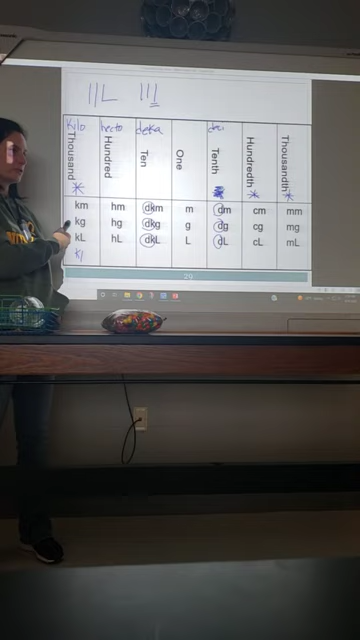 ||L |||
kilo hecto deka deci
Thousand Hundred Ten One Tenth Hundredth Thousandth
km hm dkm m dm cm mm
kg hg dkg g dg cg mg
kL hL dkL L dL cL mL
29